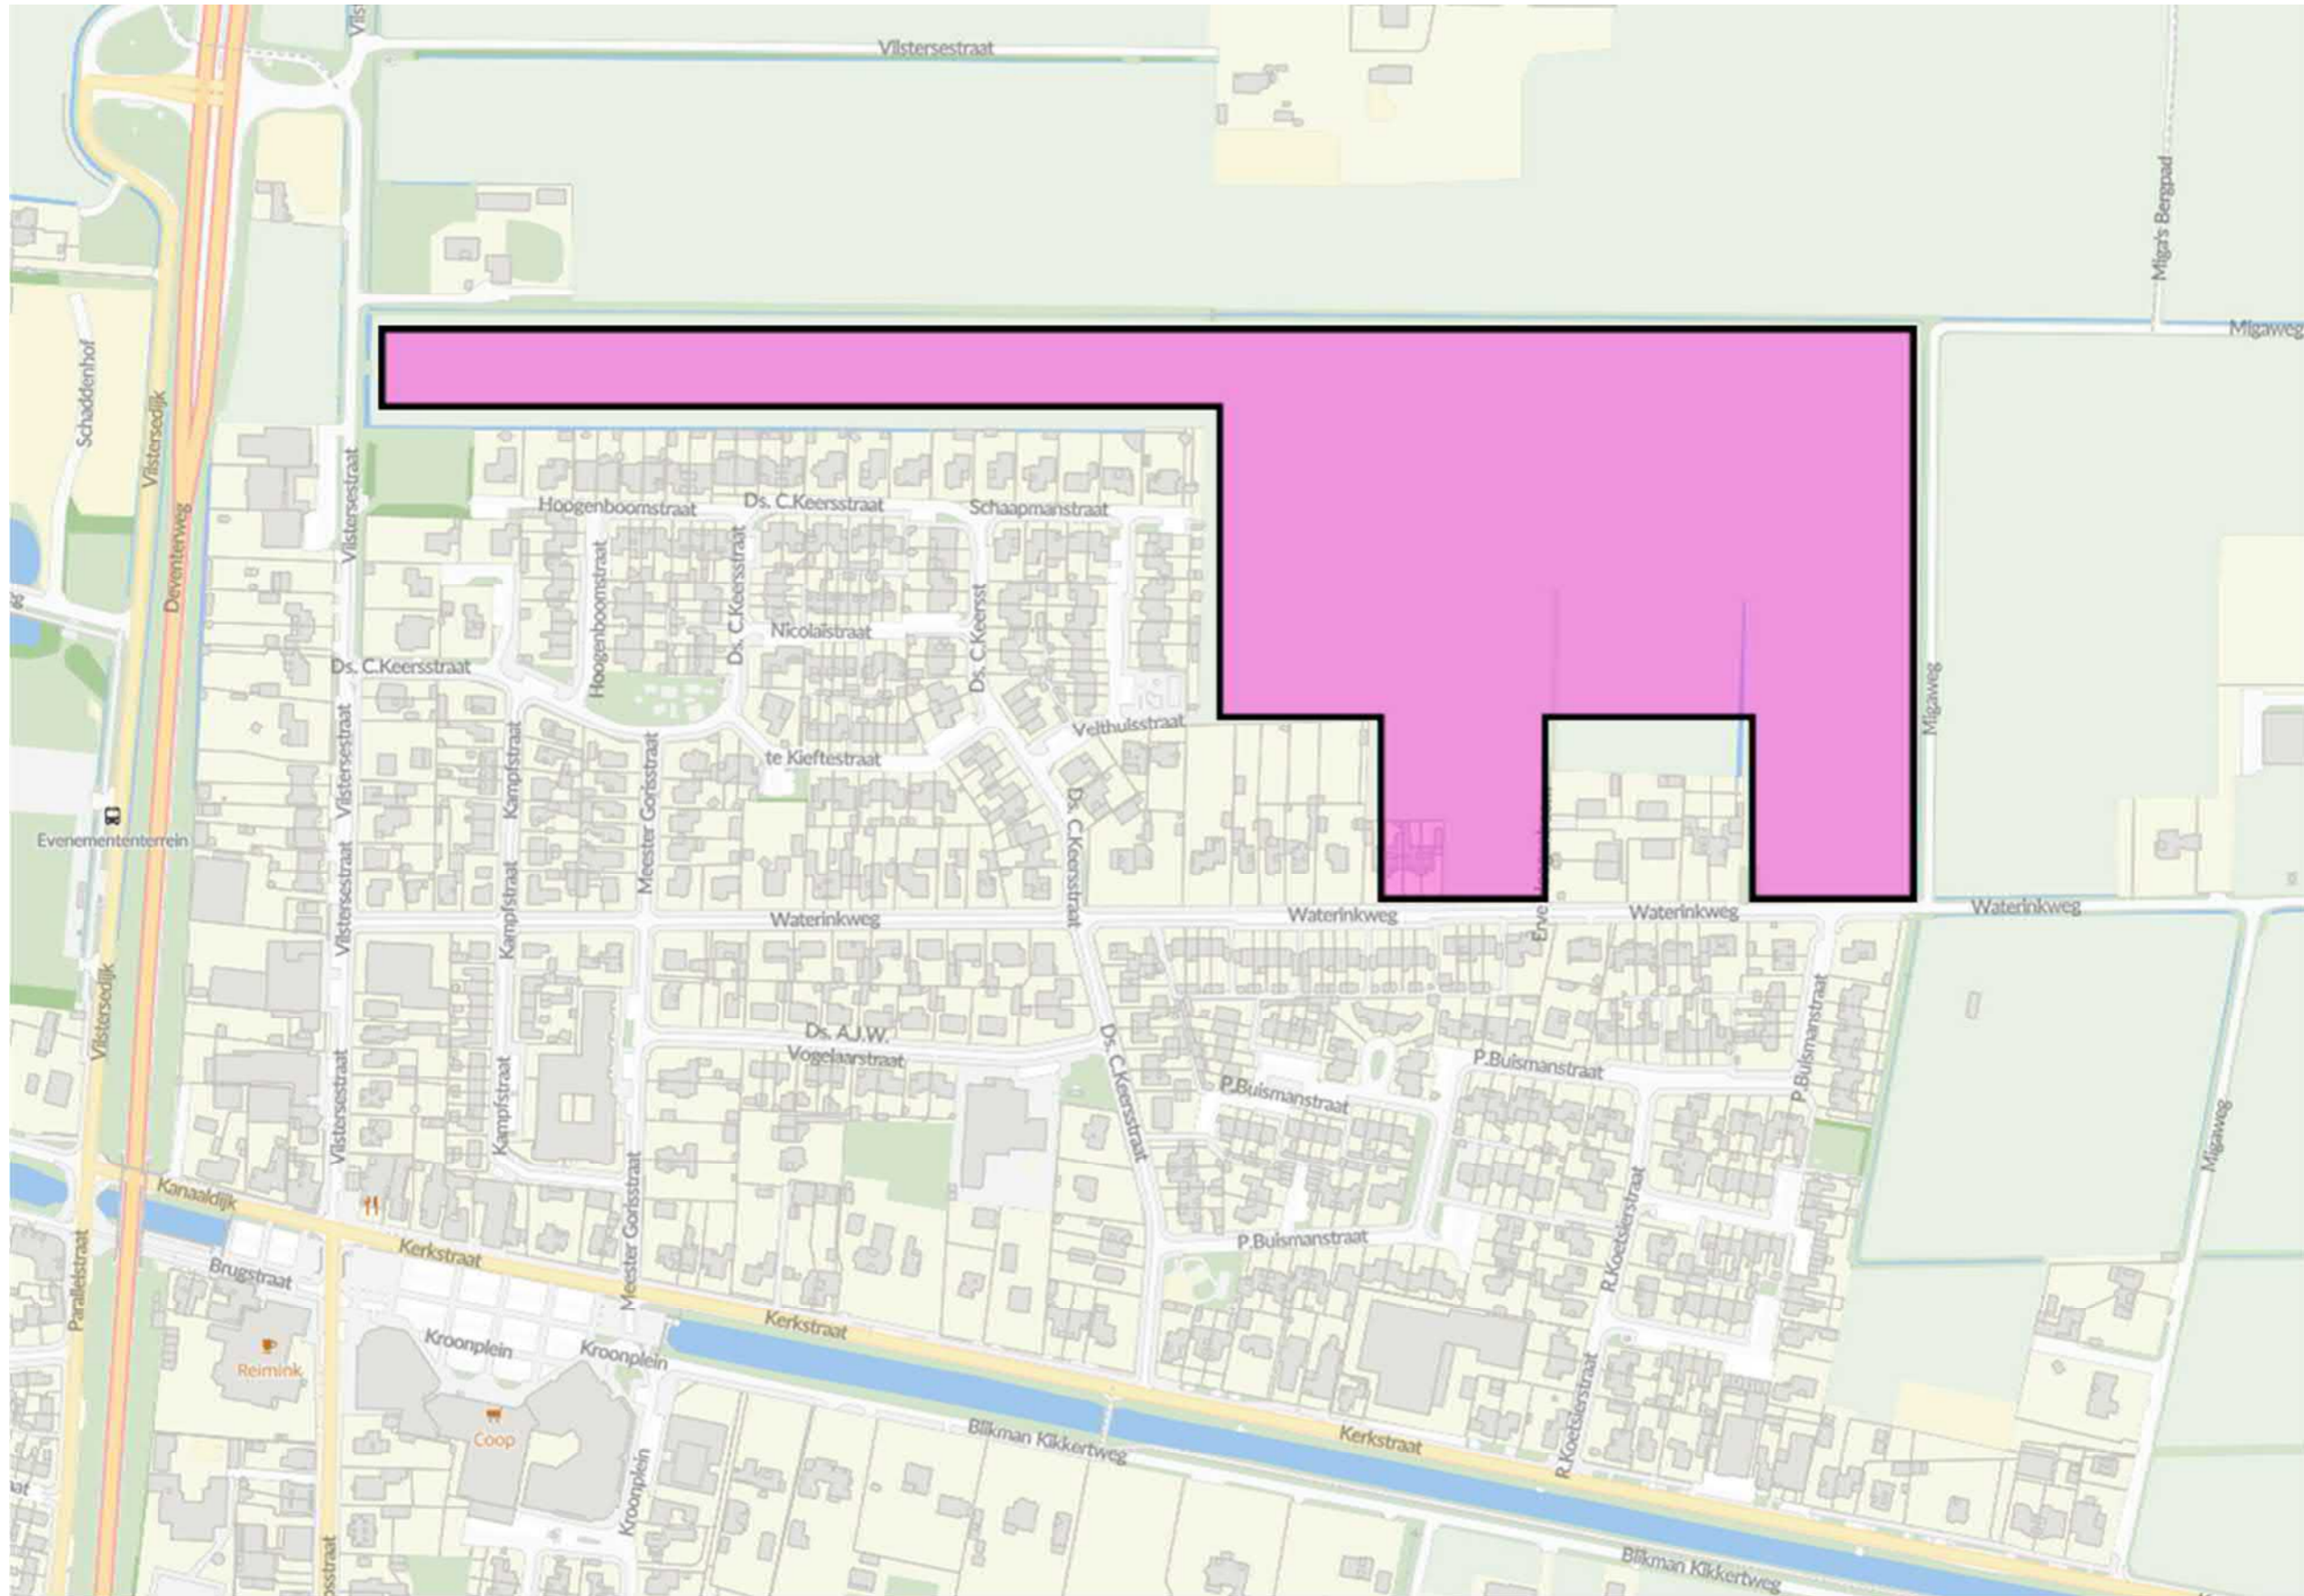 Vilstersestraat
Miga's Bergpad
Migaweg
Schaddenhof
Vilstersedijk
Deventerweg
Vilstersestraat
Hoogenboomstraat
Ds. C.Keersstraat
Schaapmanstraat
Hoogenboomstraat
Ds. C.Keersstraat
Ds. C.Keersst
Nicolaistraat
Ds. C.Keersstraat
Migaweg
Vilstersestraat
Kampfstraat
Meester Gorisstraat
te Kieftestraat
Velthuisstraat
Ds. C.Keersstraat
Evenemententerrein
Vilstersestraat
Kampfstraat
Waterinkweg
Waterinkweg
Erve
Waterinkweg
Waterinkweg
Vilstersedijk
Vilstersestraat
Kampfstraat
Ds. A.J.W.
Vogelaarstraat
Ds. C.Keersstraat
P.Buismanstraat
P.Buismanstraat
P.Buismanstraat
Migaweg
Kanaaldijk
Parallelstraat
Brugstraat
Kerkstraat
Meester Gorisstraat
P.Buismanstraat
R.Koetsierstraat
Kroonplein
Kroonplein
Kerkstraat
Reimink
Coop
Kroonplein
Blikman Kikkertweg
Kerkstraat
R.Koetsierstraat
Blikman Kikkertweg